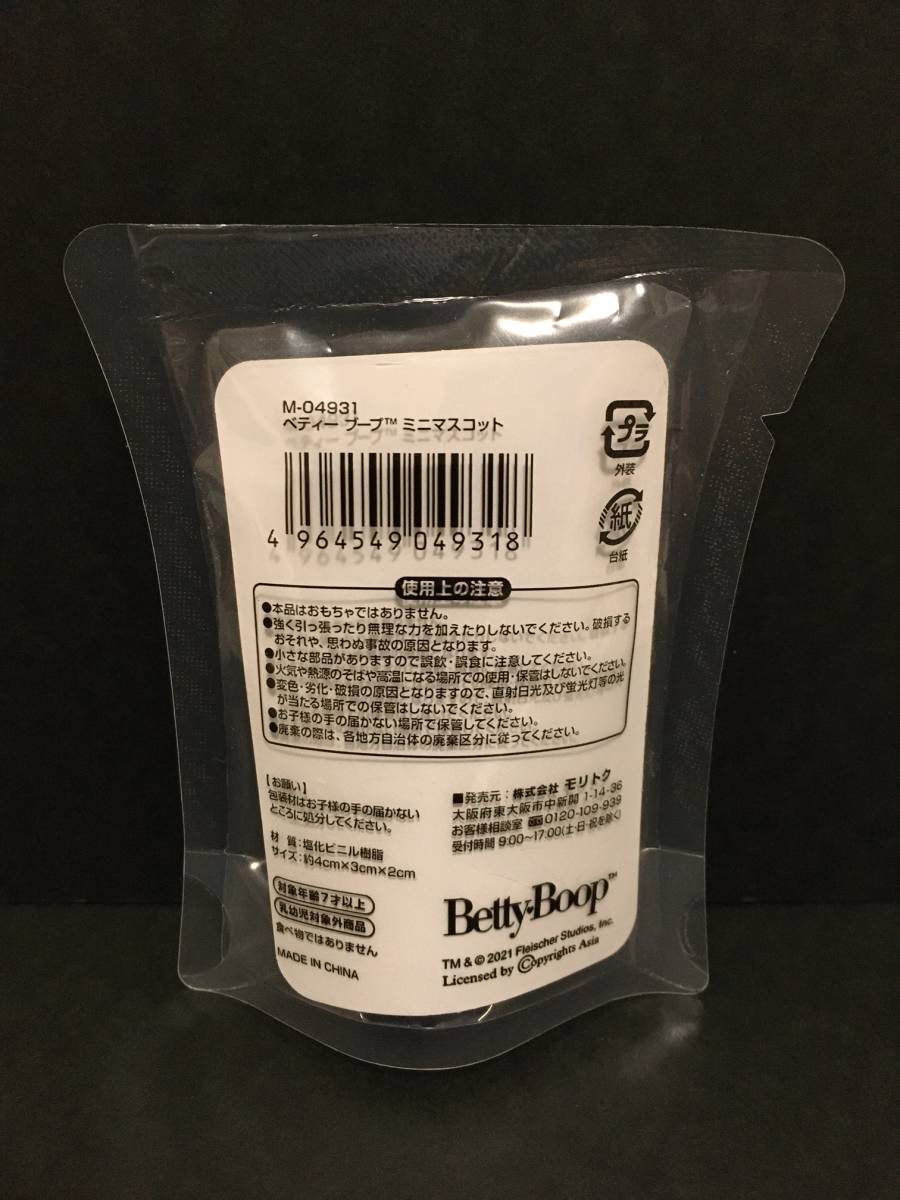 M-04931
ベティー ブープ™ ミニマスコット
プラ
外装
紙
台紙
4 964549 049318
使用上の注意
●本品はおもちゃではありません。
●強く引っ張ったり無理な力を加えたりしないでください。破損する
おそれや、思わぬ事故の原因となります。
●小さな部品がありますので誤飲・誤食に注意してください。
●火気や熱源のそばや高温になる場所での使用・保管はしないでください。
●変色・劣化・破損の原因となりますので、直射日光及び蛍光灯等の光
が当たる場所での保管はしないでください。
●お子様の手の届かない場所で保管してください。
●廃棄の際は、各地方自治体の廃棄区分に従ってください。
【お願い】
包装材はお子様の手の届かない
ところに処分してください。
材 質:塩化ビニル樹脂
サイズ:約4cm×3cm×2cm
対象年齢7才以上
乳幼児対象外商品
食べ物ではありません
MADE IN CHINA
■発売元:株式会社 モリトク
大阪府東大阪市中新開 1-14-36
お客様相談室 0120-109-939
受付時間 9:00~17:00(土・日・祝を除く)
Betty Boop™
TM & © 2021 Fleischer Studios, Inc.
Licensed by Copyrights Asia